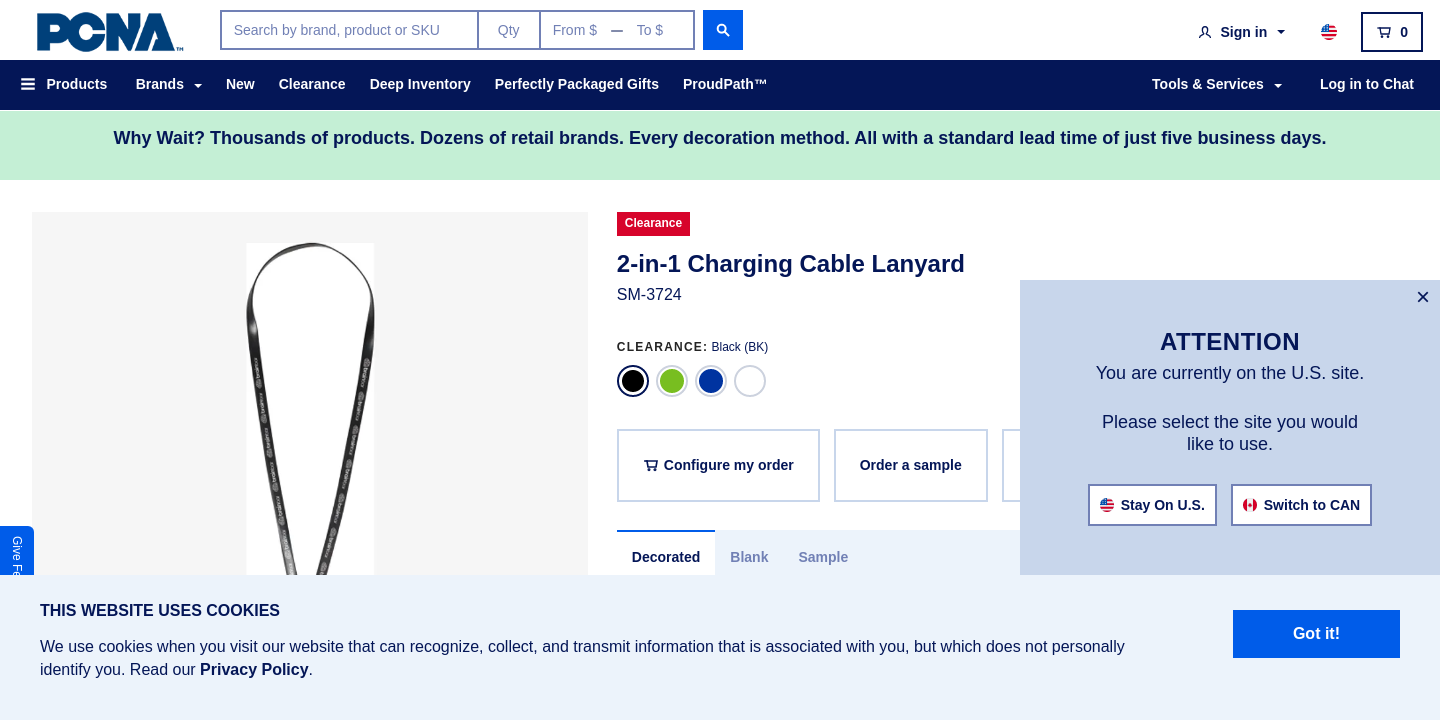 PCNA™
Search by brand, product or SKU
Qty
From $ — To $
Sign in
0
Products
Brands
New
Clearance
Deep Inventory
Perfectly Packaged Gifts
ProudPath™
Tools & Services
Log in to Chat
Why Wait? Thousands of products. Dozens of retail brands. Every decoration method. All with a standard lead time of just five business days.
Clearance
2-in-1 Charging Cable Lanyard
SM-3724
CLEARANCE: Black (BK)
Configure my order
Order a sample
Decorated
Blank
Sample
×
ATTENTION
You are currently on the U.S. site.
Please select the site you would
like to use.
Stay On U.S.
Switch to CAN
Give
THIS WEBSITE USES COOKIES
We use cookies when you visit our website that can recognize, collect, and transmit information that is associated with you, but which does not personally
identify you. Read our Privacy Policy.
Got it!